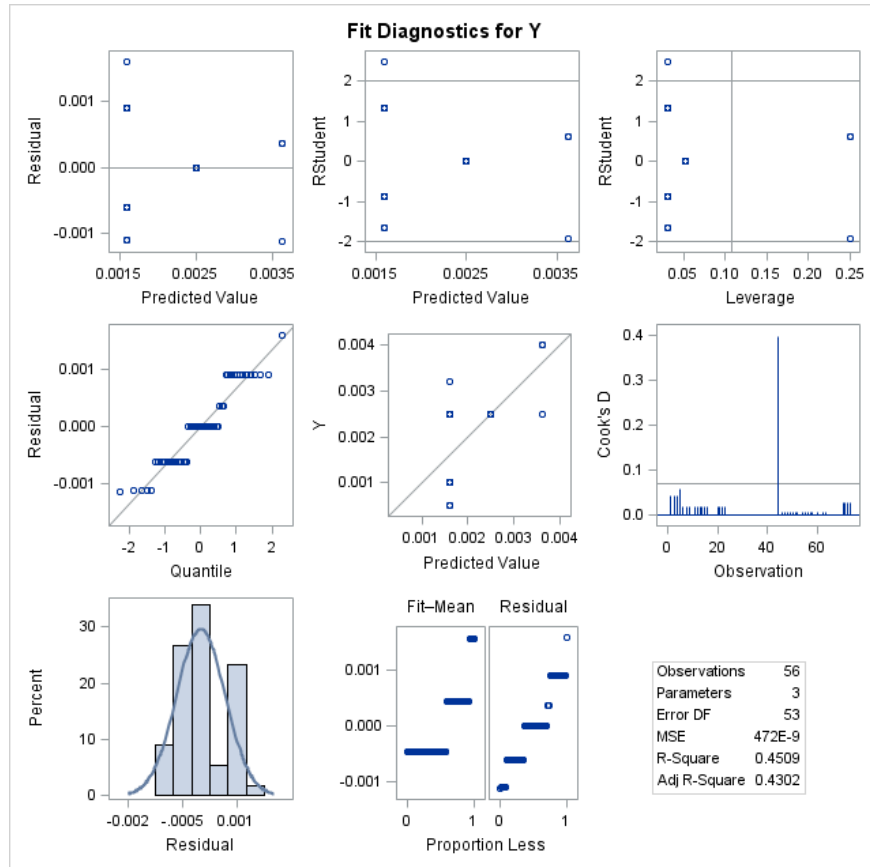 Fit Diagnostics for Y
Residual
0.001
0.000
-0.001
0.0015 0.0025 0.0035
Predicted Value
RStudent
2
1
0
-1
-2
0.0015 0.0025 0.0035
Predicted Value
RStudent
2
1
0
-1
-2
0.05 0.10 0.15 0.20 0.25
Leverage
Residual
0.001
0.000
-0.001
-2 -1 0 1 2
Quantile
Y
0.004
0.003
0.002
0.001
0.001 0.002 0.003 0.004
Predicted Value
Cook's D
0.4
0.3
0.2
0.1
0.0
0 20 40 60
Observation
Percent
30
20
10
0
-0.002 -.0005 0.001
Residual
Fit–Mean Residual
0.001
0.000
-0.001
0 1 0 1
Proportion Less
Observations 56
Parameters 3
Error DF 53
MSE 472E-9
R-Square 0.4509
Adj R-Square 0.4302